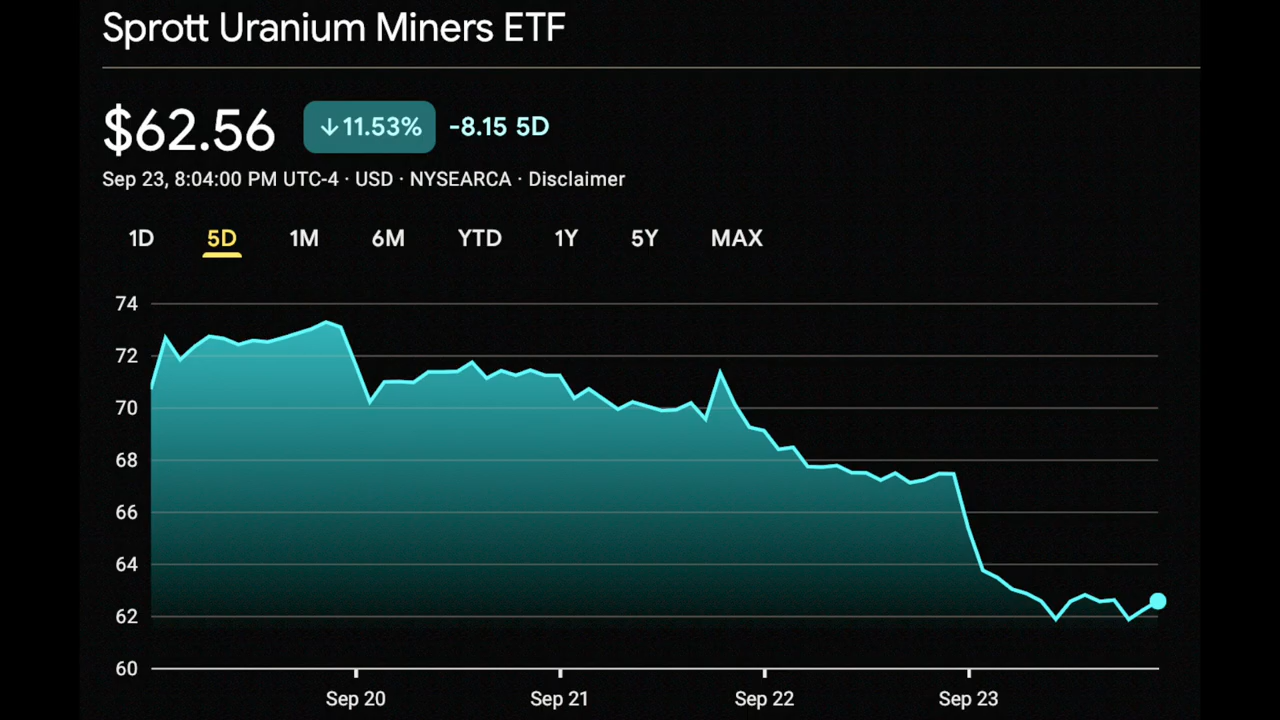 Sprott Uranium Miners ETF
$62.56 ↓11.53% -8.15 5D
Sep 23, 8:04:00 PM UTC-4 · USD · NYSEARCA · Disclaimer
1D 5D 1M 6M YTD 1Y 5Y MAX
74
72
70
68
66
64
62
60
Sep 20 Sep 21 Sep 22 Sep 23